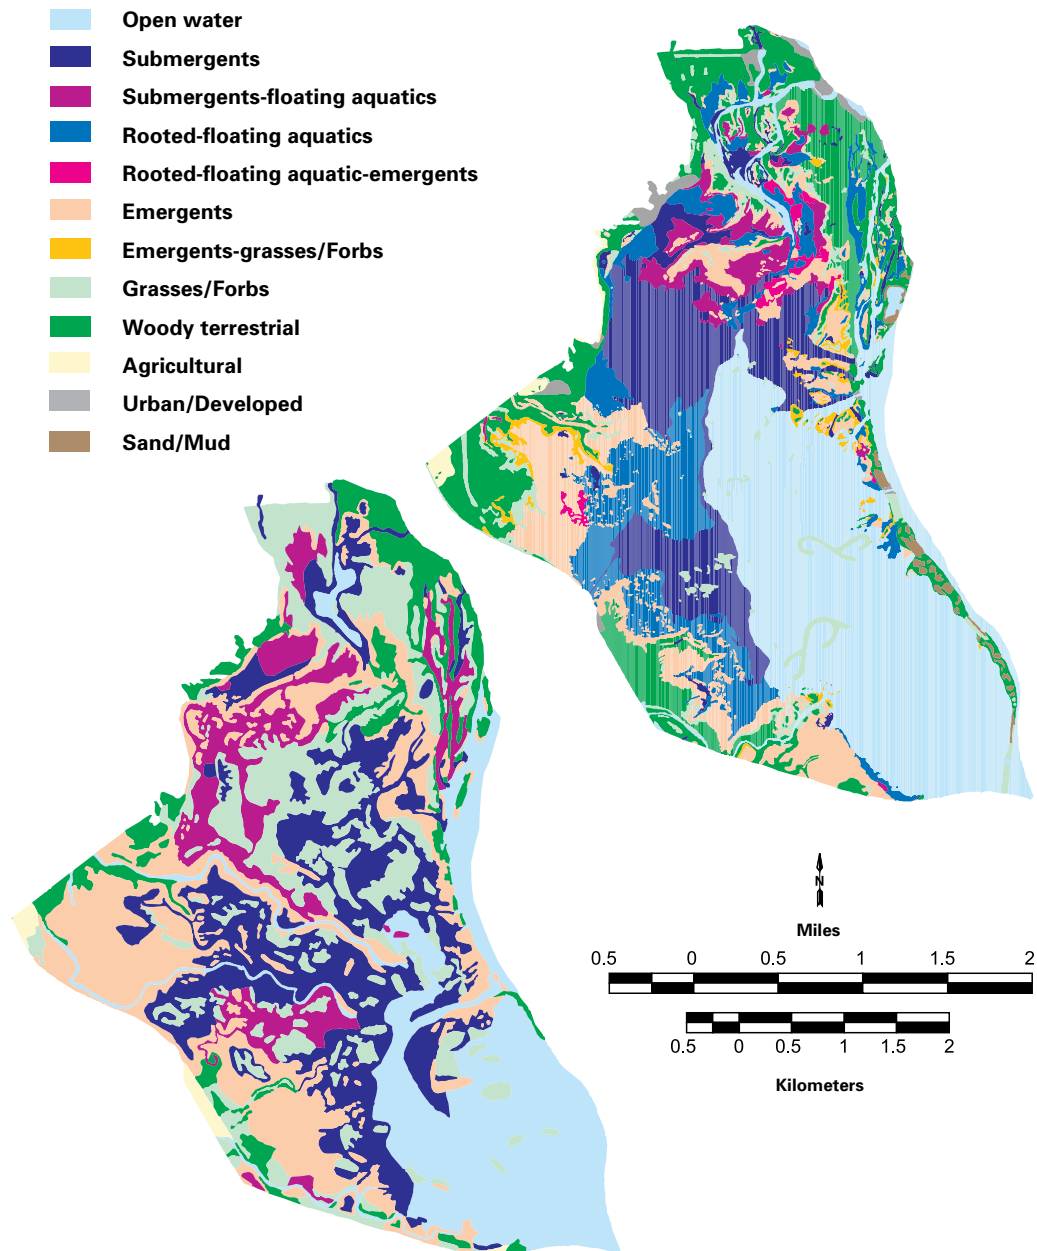 Open water
Submergents
Submergents-floating aquatics
Rooted-floating aquatics
Rooted-floating aquatic-emergents
Emergents
Emergents-grasses/Forbs
Grasses/Forbs
Woody terrestrial
Agricultural
Urban/Developed
Sand/Mud
N
Miles
0.5 0 0.5 1 1.5 2
0.5 0 0.5 1 1.5 2
Kilometers